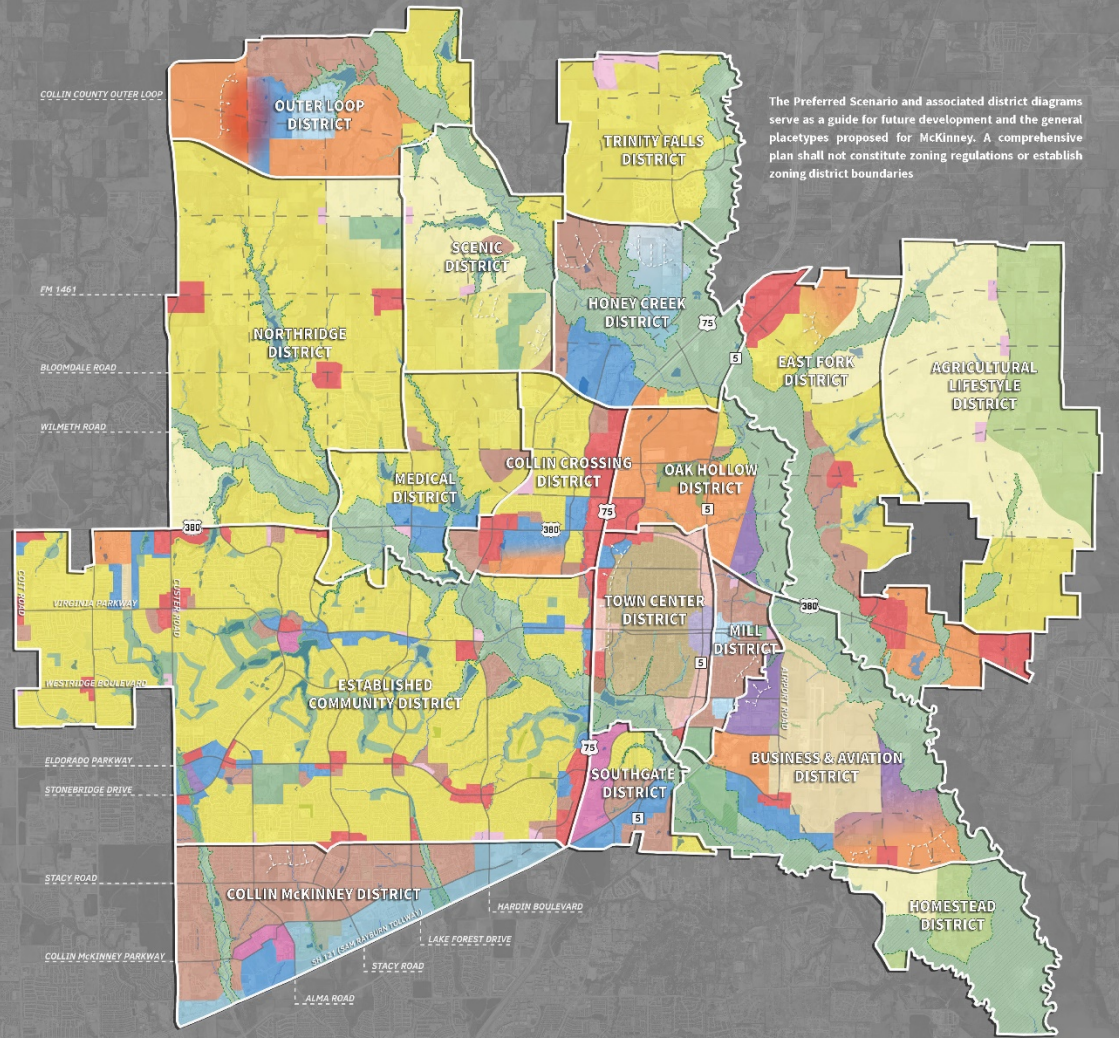 COLLIN COUNTY OUTER LOOP
OUTER LOOP
DISTRICT
The Preferred Scenario and associated district diagrams
serve as a guide for future development and the general
placetypes proposed for McKinney. A comprehensive
plan shall not constitute zoning regulations or establish
zoning district boundaries
TRINITY FALLS
DISTRICT
5
SCENIC
DISTRICT
FM 1461
HONEY CREEK
DISTRICT
75
NORTHRIDGE
DISTRICT
5
EAST FORK
DISTRICT
AGRICULTURAL
LIFESTYLE
DISTRICT
BLOOMDALE ROAD
WILMETH ROAD
COLLIN CROSSING
DISTRICT
OAK HOLLOW
DISTRICT
MEDICAL
DISTRICT
75
5
380
380
COIT ROAD
CUSTER ROAD
VIRGINIA PARKWAY
TOWN CENTER
DISTRICT
380
MILL
DISTRICT
5
WESTRIDGE BOULEVARD
ESTABLISHED
COMMUNITY DISTRICT
AIRPORT ROAD
75
ELDORADO PARKWAY
BUSINESS & AVIATION
DISTRICT
SOUTHGATE
DISTRICT
STONEBRIDGE DRIVE
5
STACY ROAD
COLLIN McKINNEY DISTRICT
HARDIN BOULEVARD
HOMESTEAD
DISTRICT
SH 121 (SAM RAYBURN TOLLWAY)
LAKE FOREST DRIVE
COLLIN McKINNEY PARKWAY
STACY ROAD
ALMA ROAD